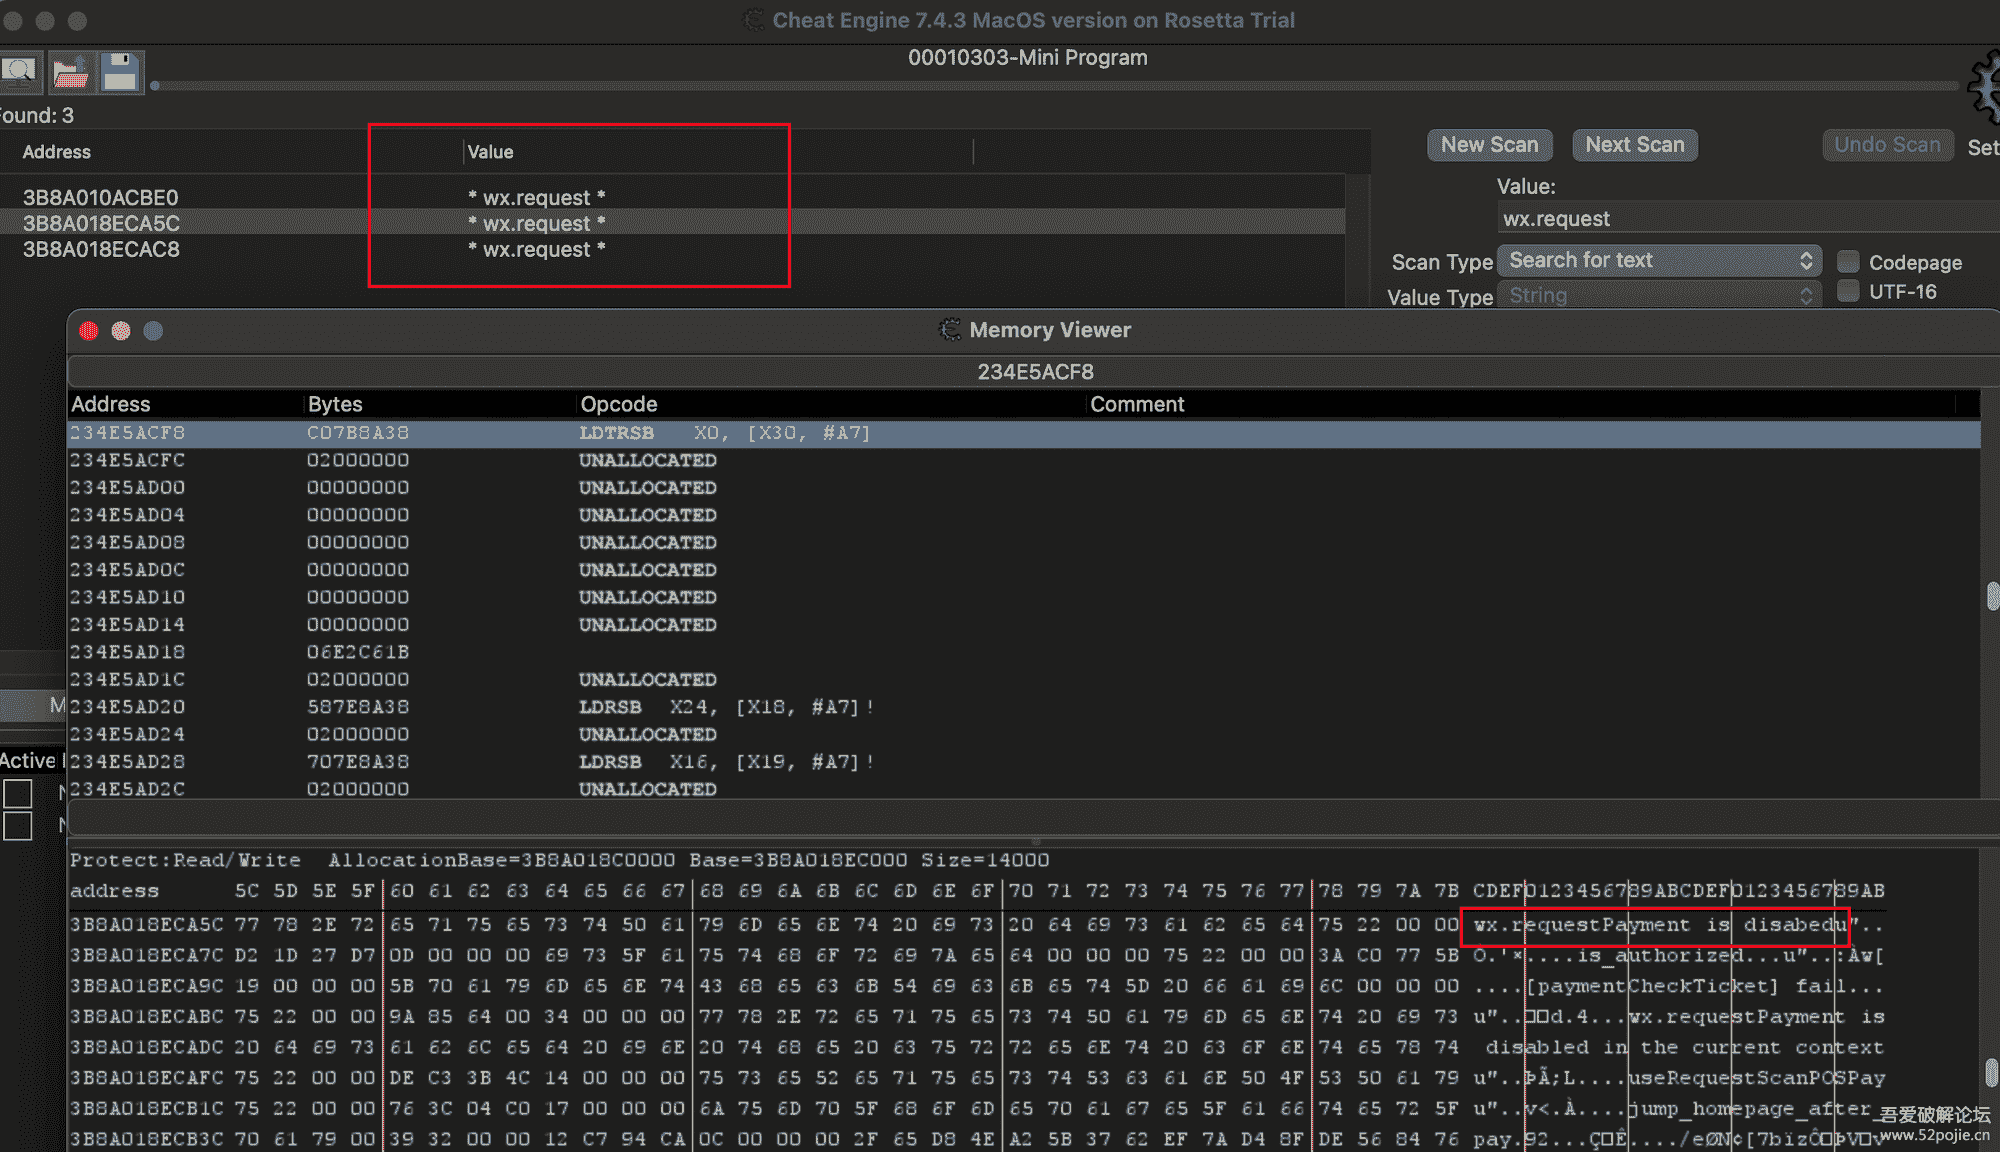 Cheat Engine 7.4.3 MacOS version on Rosetta Trial
00010303-Mini Program
Found: 3
Address Value
3B8A010ACBE0 * wx.request *
3B8A018ECA5C * wx.request *
3B8A018ECAC8 * wx.request *
New Scan Next Scan Undo Scan Set
Value:
wx.request
Scan Type Search for text Codepage
Value Type String UTF-16
Memory Viewer
234E5ACF8
Address Bytes Opcode Comment
234E5ACF8 C07B8A38 LDTRSB X0, [X30, #A7]
234E5ACFC 02000000 UNALLOCATED
234E5AD00 00000000 UNALLOCATED
234E5AD04 00000000 UNALLOCATED
234E5AD08 00000000 UNALLOCATED
234E5AD0C 00000000 UNALLOCATED
234E5AD10 00000000 UNALLOCATED
234E5AD14 00000000 UNALLOCATED
234E5AD18 06E2C61B
234E5AD1C 02000000 UNALLOCATED
M 234E5AD20 587E8A38 LDRSB X24, [X18, #A7]!
234E5AD24 02000000 UNALLOCATED
Active 234E5AD28 707E8A38 LDRSB X16, [X19, #A7]!
234E5AD2C 02000000 UNALLOCATED
Protect:Read/Write AllocationBase=3B8A018C0000 Base=3B8A018EC000 Size=14000
address 5C 5D 5E 5F 60 61 62 63 64 65 66 67 68 69 6A 6B 6C 6D 6E 6F 70 71 72 73 74 75 76 77 78 79 7A 7B CDEF0123456789ABCDEF0123456789AB
3B8A018ECA5C 77 78 2E 72 65 71 75 65 73 74 50 61 79 6D 65 6E 74 20 69 73 20 64 69 73 61 62 65 64 75 22 00 00 wx.requestPayment is disabedu"..
3B8A018ECA7C D2 1D 27 D7 0D 00 00 00 69 73 5F 61 75 74 68 6F 72 69 7A 65 64 00 00 00 75 22 00 00 3A C0 77 5B Ò.'×....is_authorized...u"..:Àw[
3B8A018ECA9C 19 00 00 00 5B 70 61 79 6D 65 6E 74 43 68 65 63 6B 54 69 63 6B 65 74 5D 20 66 61 69 6C 00 00 00 ....[paymentCheckTicket] fail...
3B8A018ECABC 75 22 00 00 9A 85 64 00 34 00 00 00 77 78 2E 72 65 71 75 65 73 74 50 61 79 6D 65 6E 74 20 69 73 u"..□□d.4...wx.requestPayment is
3B8A018ECADC 20 64 69 73 61 62 6C 65 64 20 69 6E 20 74 68 65 20 63 75 72 72 65 6E 74 20 63 6F 6E 74 65 78 74 disabled in the current context
3B8A018ECAFC 75 22 00 00 DE C3 3B 4C 14 00 00 00 75 73 65 52 65 71 75 65 73 74 53 63 61 6E 50 4F 53 50 61 79 u"..ÞÃ;L....useRequestScanPOSPay
3B8A018ECB1C 75 22 00 00 76 3C 04 C0 17 00 00 00 6A 75 6D 70 5F 68 6F 6D 65 70 61 67 65 5F 61 66 74 65 72 5F u"..v<.À....jump_homepage_after_
3B8A018ECB3C 70 61 79 00 39 32 00 00 12 C7 94 CA 0C 00 00 00 2F 65 D8 4E A2 5B 37 62 EF 7A D4 8F DE 56 84 76 pay.92...Ç□Ê..../eØN¢[7bïzÔ□ÞV□v
吾爱破解论坛
www.52pojie.cn